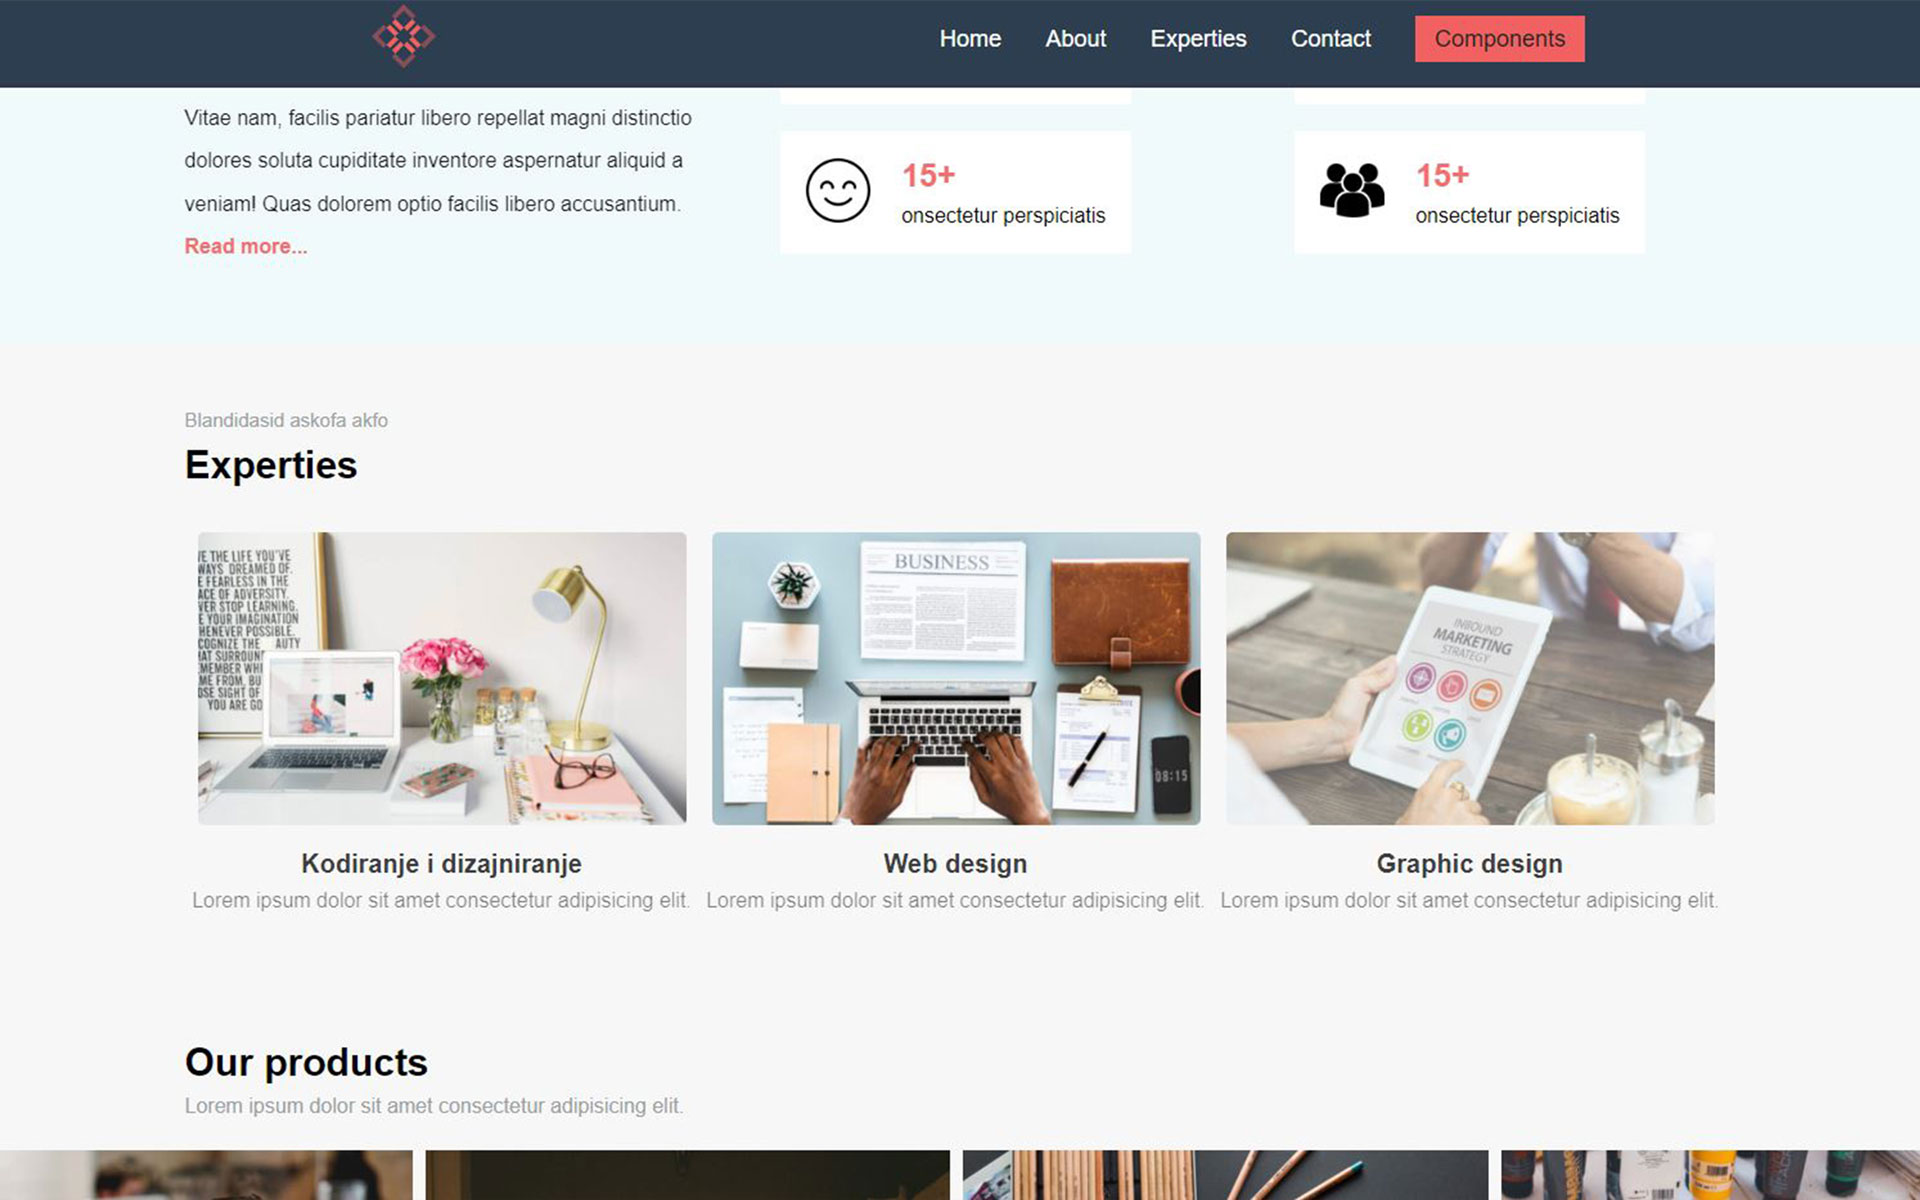 Home About Experties Contact Components
Vitae nam, facilis pariatur libero repellat magni distinctio
dolores soluta cupiditate inventore aspernatur aliquid a
veniam! Quas dolorem optio facilis libero accusantium.
Read more...
15+
onsectetur perspiciatis
15+
onsectetur perspiciatis
Blandidasid askofa akfo
Experties
E THE LIFE YOU'VE
WAYS DREAMED OF.
E FEARLESS IN THE
ACE OF ADVERSITY.
VER STOP LEARNING.
E YOUR IMAGINATION
HENEVER POSSIBLE.
COGNIZE THE AUTY
HAT SURROUN
MEMBER WH
ME FROM, BU
OSE SIGHT OF
YOU ARE GO
BUSINESS
08:15
INBOUND
MARKETING
STRATEGY
Kodiranje i dizajniranje
Lorem ipsum dolor sit amet consectetur adipisicing elit.
Web design
Lorem ipsum dolor sit amet consectetur adipisicing elit.
Graphic design
Lorem ipsum dolor sit amet consectetur adipisicing elit.
Our products
Lorem ipsum dolor sit amet consectetur adipisicing elit.